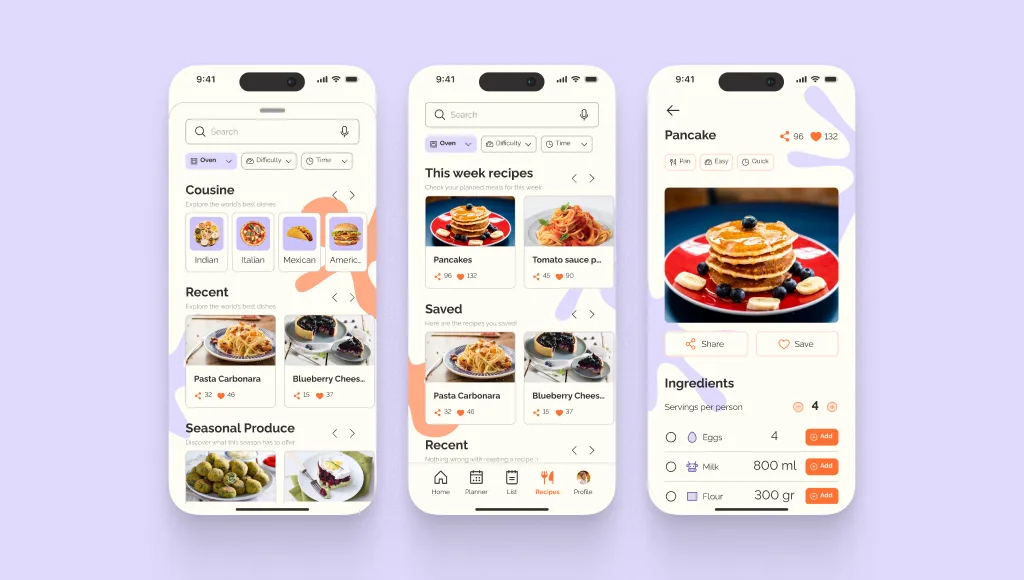 9:41
Search
Oven
Difficulty
Time
Cousine
Explore the world's best dishes
Indian
Italian
Mexican
Americ...
Recent
Explore the world's best dishes
Pasta Carbonara
32 46
Blueberry Chees...
15 37
Seasonal Produce
Discover what this season has to offer
9:41
Search
Oven
Difficulty
Time
This week recipes
Check your planned meals for this week
Pancakes
96 132
Tomato sauce p...
45 90
Saved
Here are the recipes you saved!
Pasta Carbonara
32 46
Blueberry Chees...
15 37
Recent
Nothing wrong with reasting a recipe :)
Home
Planner
List
Recipes
Profile
9:41
Pancake
96 132
Pan
Easy
Quick
Share
Save
Ingredients
Servings per person
4
Eggs 4 Add
Milk 800 ml Add
Flour 300 gr Add